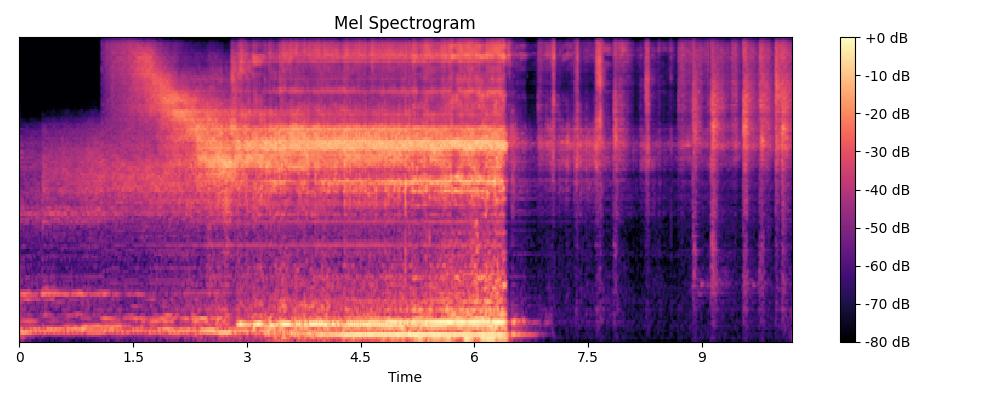 Mel Spectrogram
+0 dB
-10 dB
-20 dB
-30 dB
-40 dB
-50 dB
-60 dB
-70 dB
-80 dB
0 1.5 3 4.5 6 7.5 9
Time